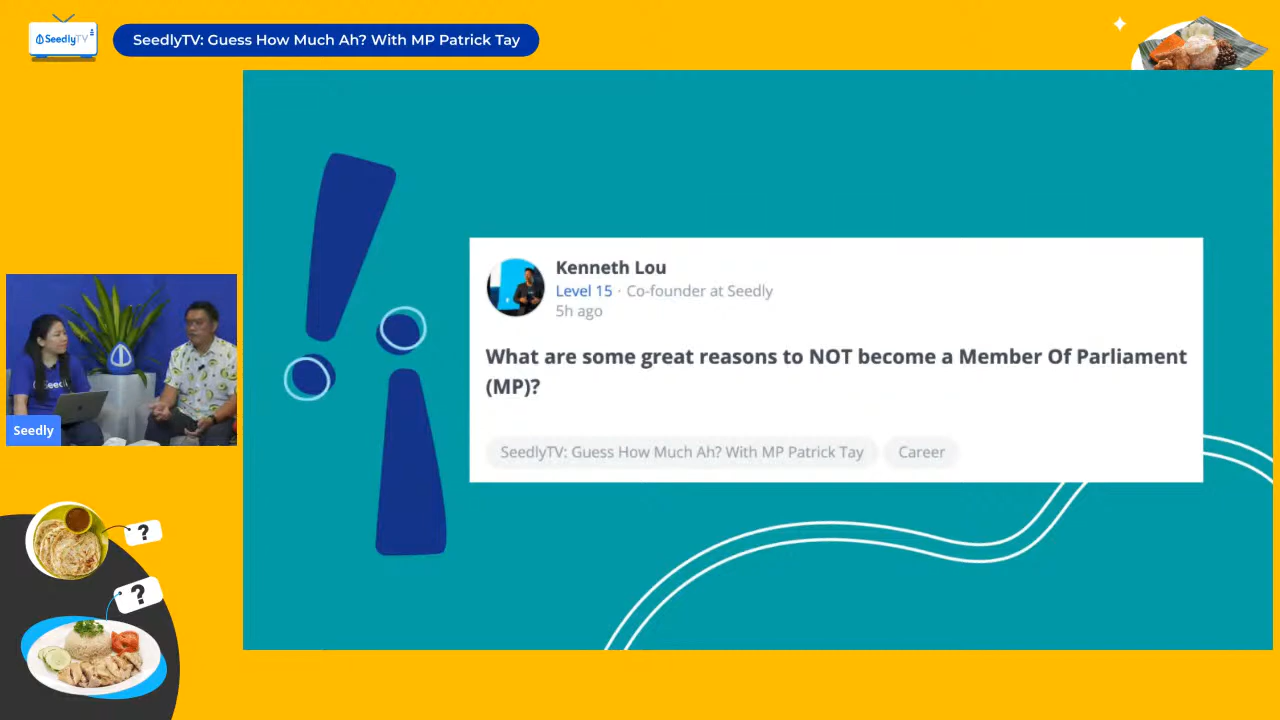 SeedlyTV
SeedlyTV: Guess How Much Ah? With MP Patrick Tay
Kenneth Lou
Level 15 · Co-founder at Seedly
5h ago
What are some great reasons to NOT become a Member Of Parliament
(MP)?
SeedlyTV: Guess How Much Ah? With MP Patrick Tay
Career
Seedly
Seedly
?
?